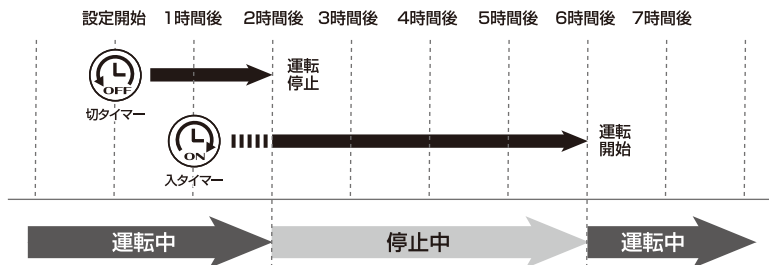 設定開始 1時間後 2時間後 3時間後 4時間後 5時間後 6時間後 7時間後
OFF
切タイマー
運転
停止
ON
入タイマー
運転
開始
運転中 停止中 運転中